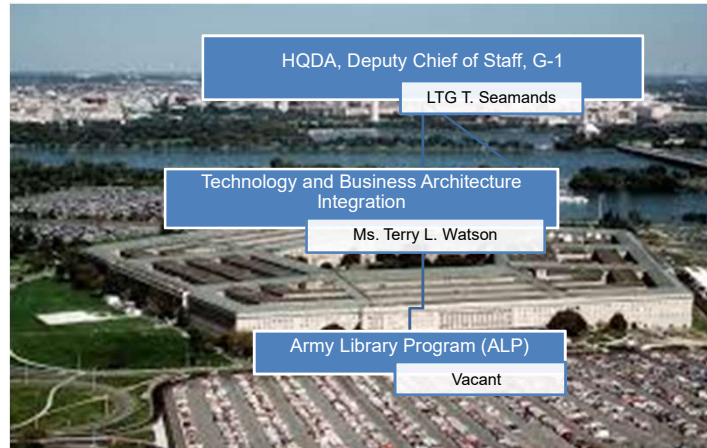 HQDA, Deputy Chief of Staff, G-1
LTG T. Seamands
Technology and Business Architecture
Integration
Ms. Terry L. Watson
Army Library Program (ALP)
Vacant